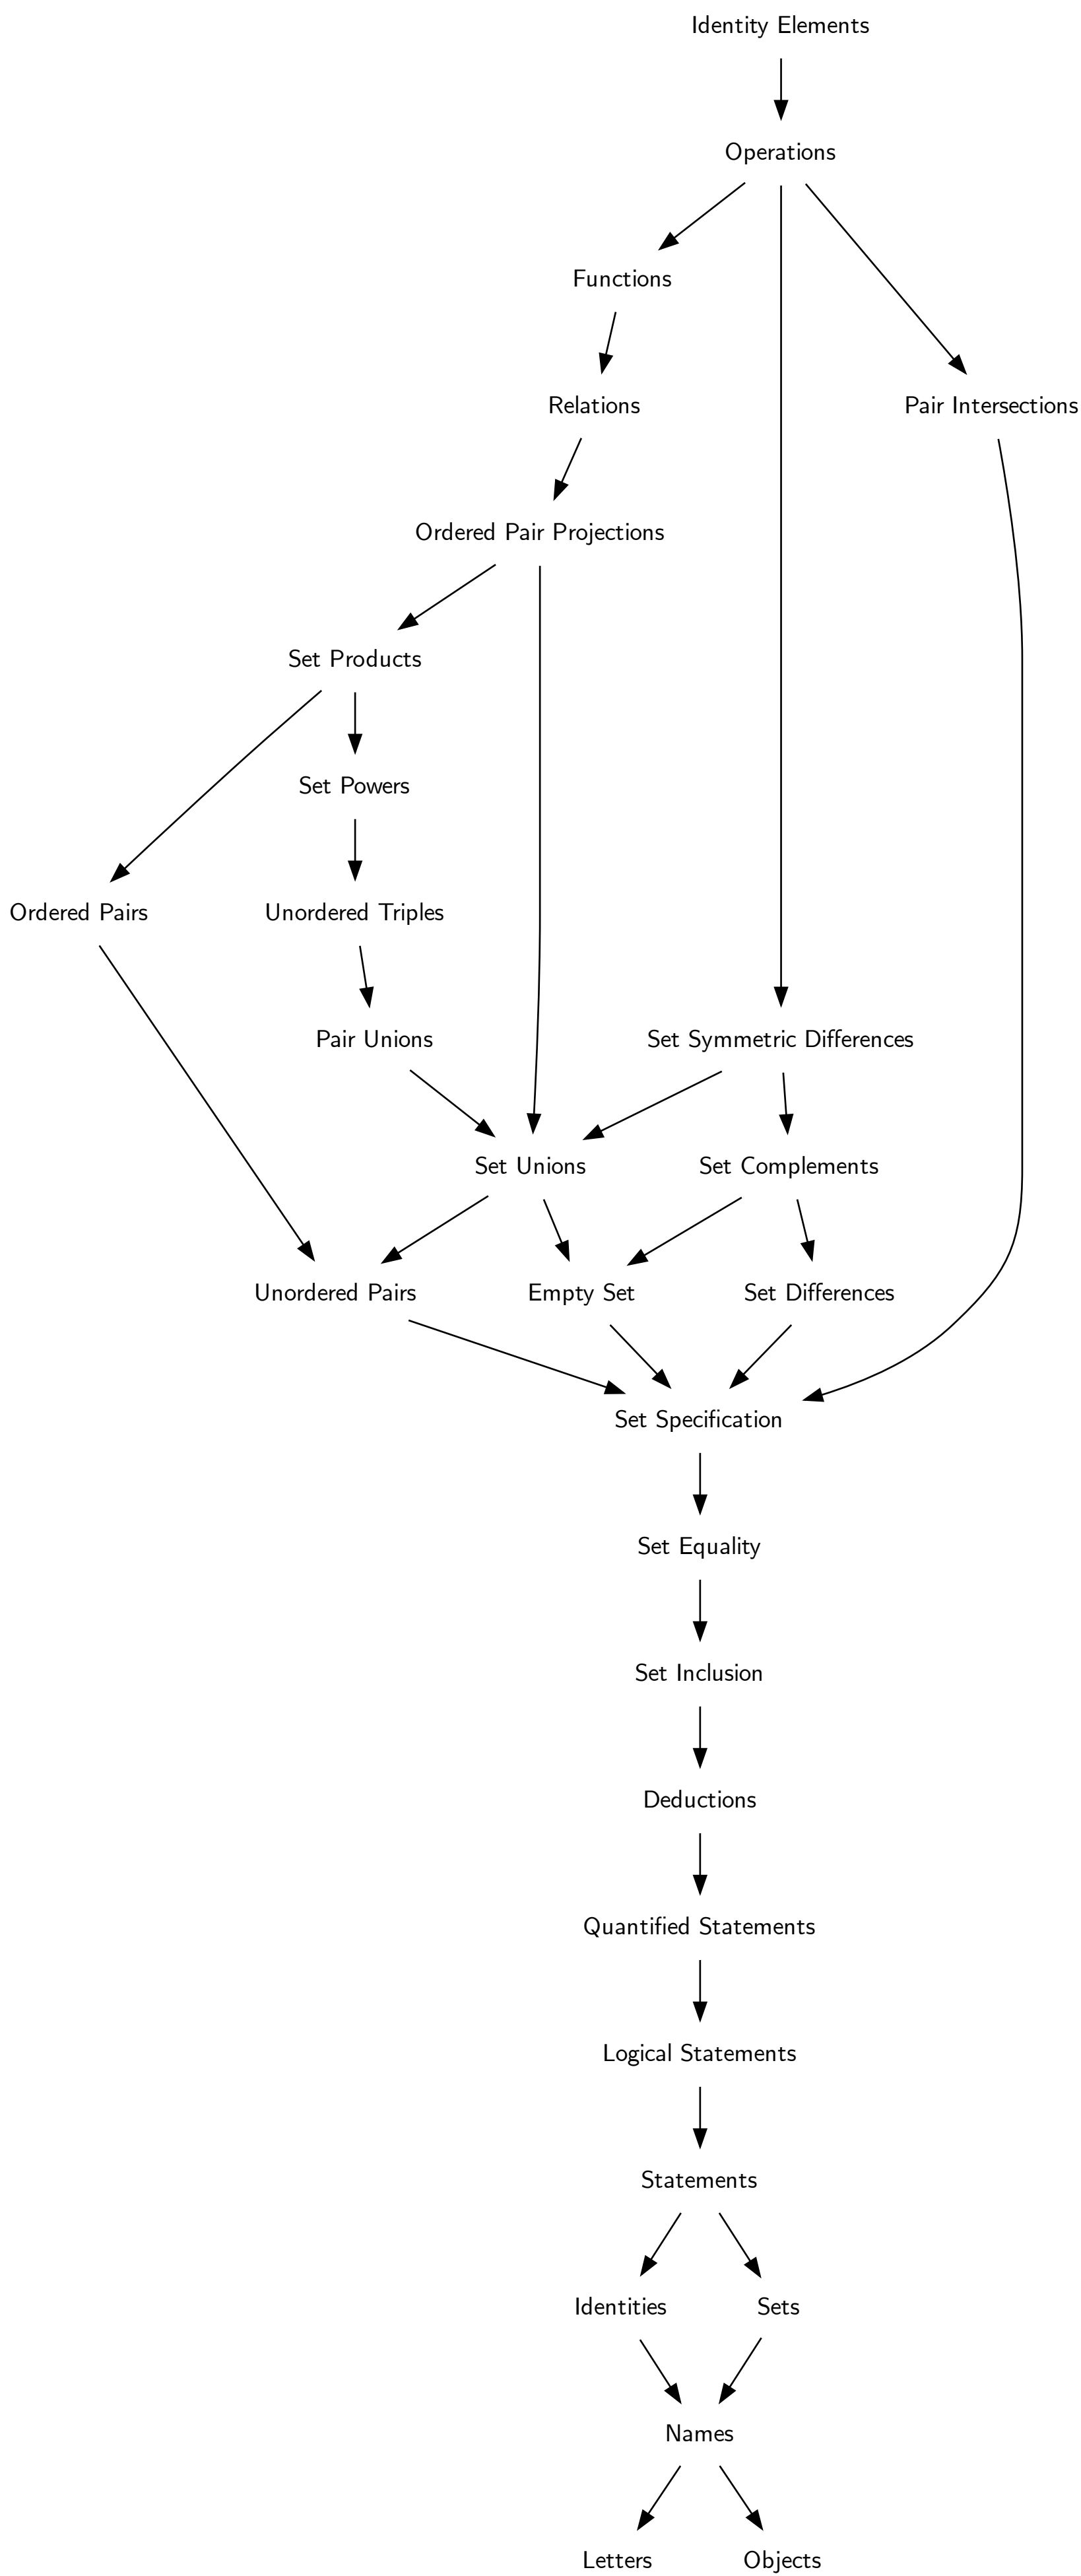 Identity Elements
Operations
Functions
Relations
Pair Intersections
Ordered Pair Projections
Set Products
Set Powers
Ordered Pairs
Unordered Triples
Pair Unions
Set Symmetric Differences
Set Unions
Set Complements
Unordered Pairs
Empty Set
Set Differences
Set Specification
Set Equality
Set Inclusion
Deductions
Quantified Statements
Logical Statements
Statements
Identities
Sets
Names
Letters
Objects